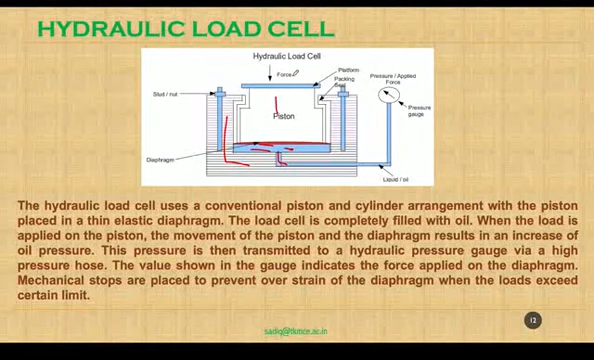 HYDRAULIC LOAD CELL
Hydraulic Load Cell
Force
Platform
Packing
Seal
Pressure / Applied
Force
Stud / nut
Piston
Pressure
gauge
Diaphragm
Liquid / oil
The hydraulic load cell uses a conventional piston and cylinder arrangement with the piston
placed in a thin elastic diaphragm. The load cell is completely filled with oil. When the load is
applied on the piston, the movement of the piston and the diaphragm results in an increase of
oil pressure. This pressure is then transmitted to a hydraulic pressure gauge via a high
pressure hose. The value shown in the gauge indicates the force applied on the diaphragm.
Mechanical stops are placed to prevent over strain of the diaphragm when the loads exceed
certain limit.
12
sadiq@tkmce.ac.in